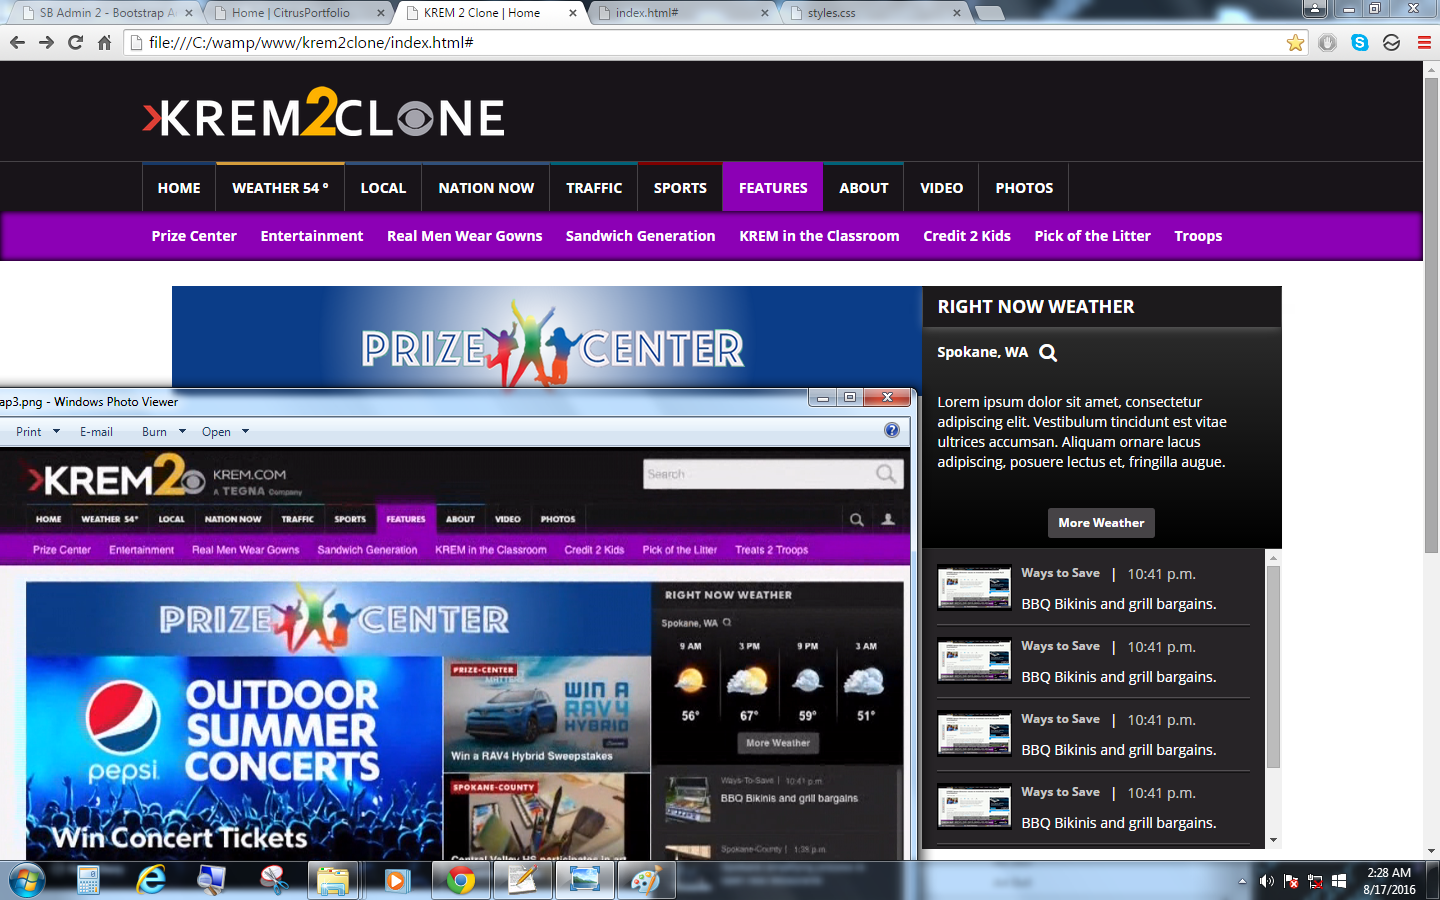 SB Admin 2 - Bootstrap A
Home | CitrusPortfolio
KREM 2 Clone | Home
index.html#
styles.css
file:///C:/wamp/www/krem2clone/index.html#
KREM2CLONE
HOME
WEATHER 54 °
LOCAL
NATION NOW
TRAFFIC
SPORTS
FEATURES
ABOUT
VIDEO
PHOTOS
Prize Center
Entertainment
Real Men Wear Gowns
Sandwich Generation
KREM in the Classroom
Credit 2 Kids
Pick of the Litter
Troops
PRIZE CENTER
RIGHT NOW WEATHER
Spokane, WA
Lorem ipsum dolor sit amet, consectetur
adipiscing elit. Vestibulum tincidunt est vitae
ultrices accumsan. Aliquam ornare lacus
adipiscing, posuere lectus et, fringilla augue.
More Weather
Ways to Save | 10:41 p.m.
BBQ Bikinis and grill bargains.
Ways to Save | 10:41 p.m.
BBQ Bikinis and grill bargains.
Ways to Save | 10:41 p.m.
BBQ Bikinis and grill bargains.
Ways to Save | 10:41 p.m.
BBQ Bikinis and grill bargains.
ap3.png - Windows Photo Viewer
Print
E-mail
Burn
Open
KREM2
KREM.COM
A TEGNA Company
Search
HOME
WEATHER 54°
LOCAL
NATION NOW
TRAFFIC
SPORTS
FEATURES
ABOUT
VIDEO
PHOTOS
Prize Center
Entertainment
Real Men Wear Gowns
Sandwich Generation
KREM in the Classroom
Credit 2 Kids
Pick of the Litter
Treats 2 Troops
PRIZE CENTER
RIGHT NOW WEATHER
Spokane, WA
9 AM
3 PM
9 PM
3 AM
56°
67°
59°
51°
More Weather
pepsi
OUTDOOR
SUMMER
CONCERTS
Win Concert Tickets
PRIZE-CENTER
WIN A
RAV4
HYBRID
Win a RAV4 Hybrid Sweepstakes
SPOKANE-COUNTY
Central Valley HS participates in art
Ways-To-Save | 10:41 p.m.
BBQ Bikinis and grill bargains
Spokane-County | 1:38 p.m.
2:28 AM
8/17/2016